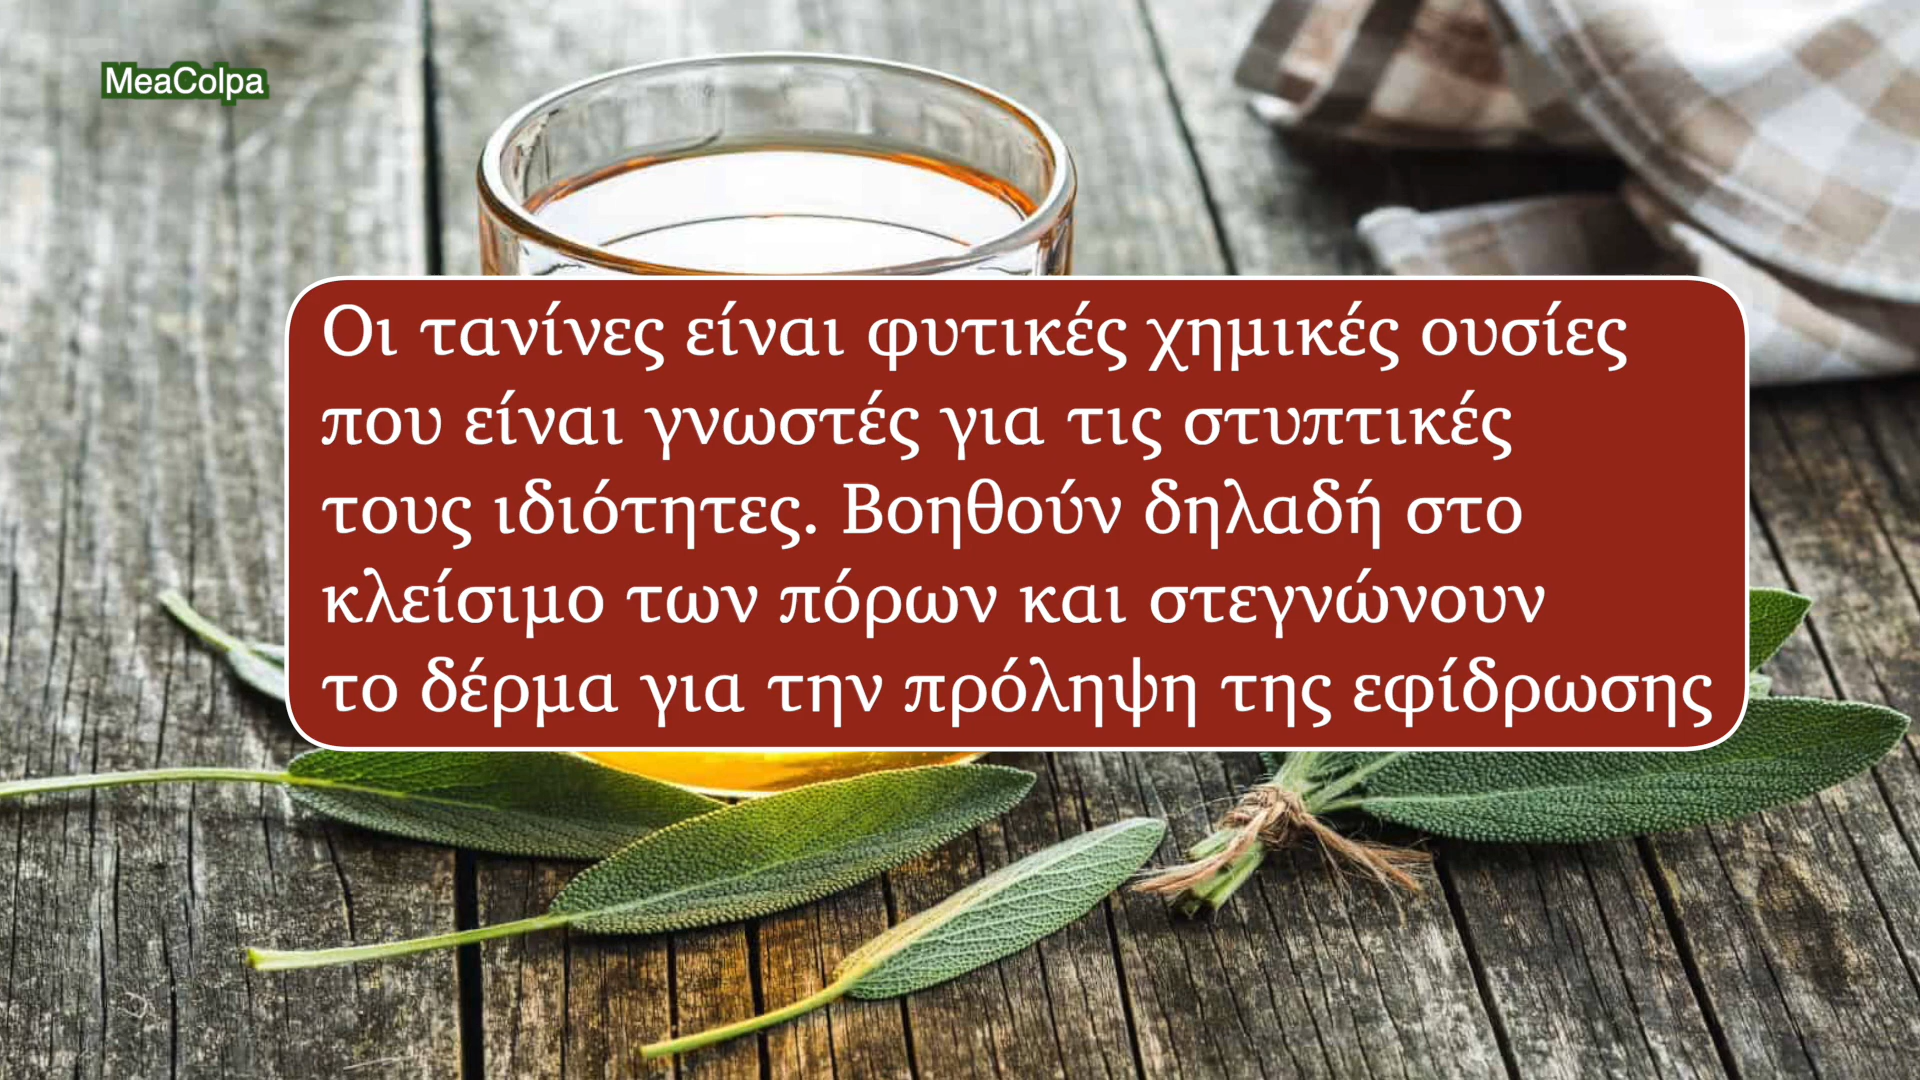 MeaColpa
Οι τανίνες είναι φυτικές χημικές ουσίες
που είναι γνωστές για τις στυπτικές
τους ιδιότητες. Βοηθούν δηλαδή στο
κλείσιμο των πόρων και στεγνώνουν
το δέρμα για την πρόληψη της εφίδρωσης